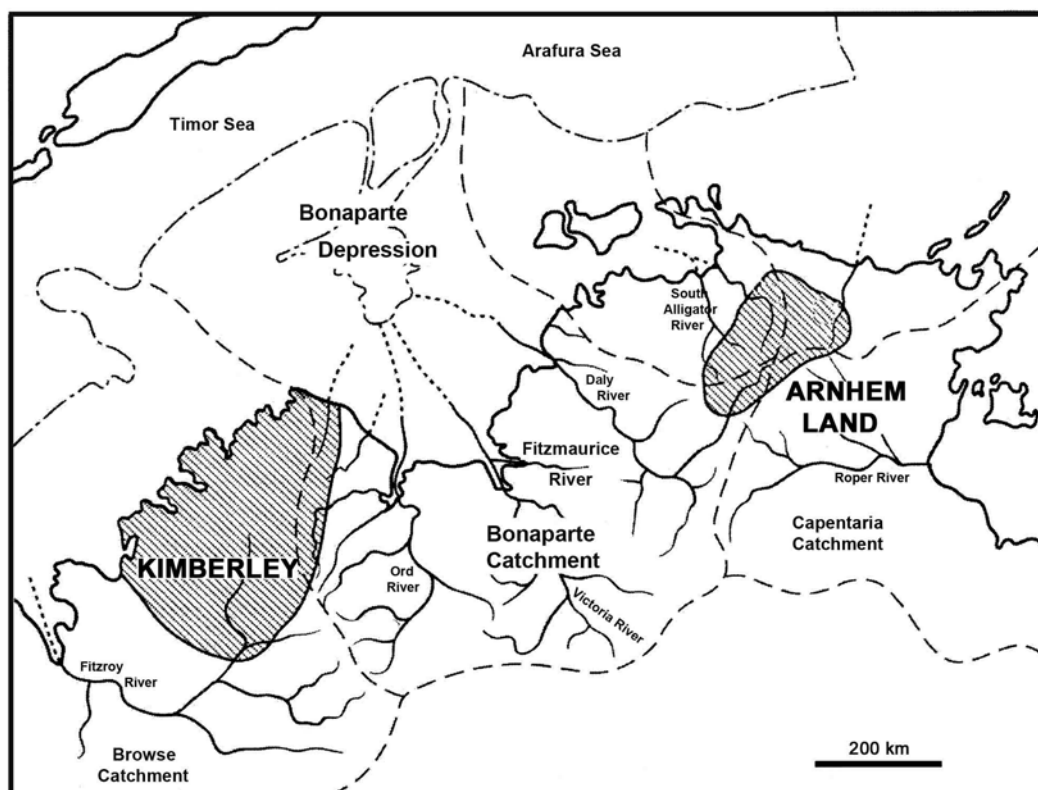 Arafura Sea
Timor Sea
Bonaparte
Depression
South
Alligator
River
Daly
River
ARNHEM
LAND
Fitzmaurice
River
Roper River
Bonaparte
Catchment
Capentaria
Catchment
KIMBERLEY
Ord
River
Victoria River
Fitzroy
River
Browse
Catchment
200 km